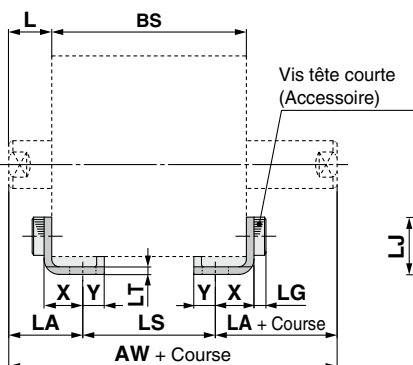 L
BS
Vis tête courte
(Accessoire)
LJ
X
Y
LT
Y
X
LG
LA
LS
LA + Course
AW + Course